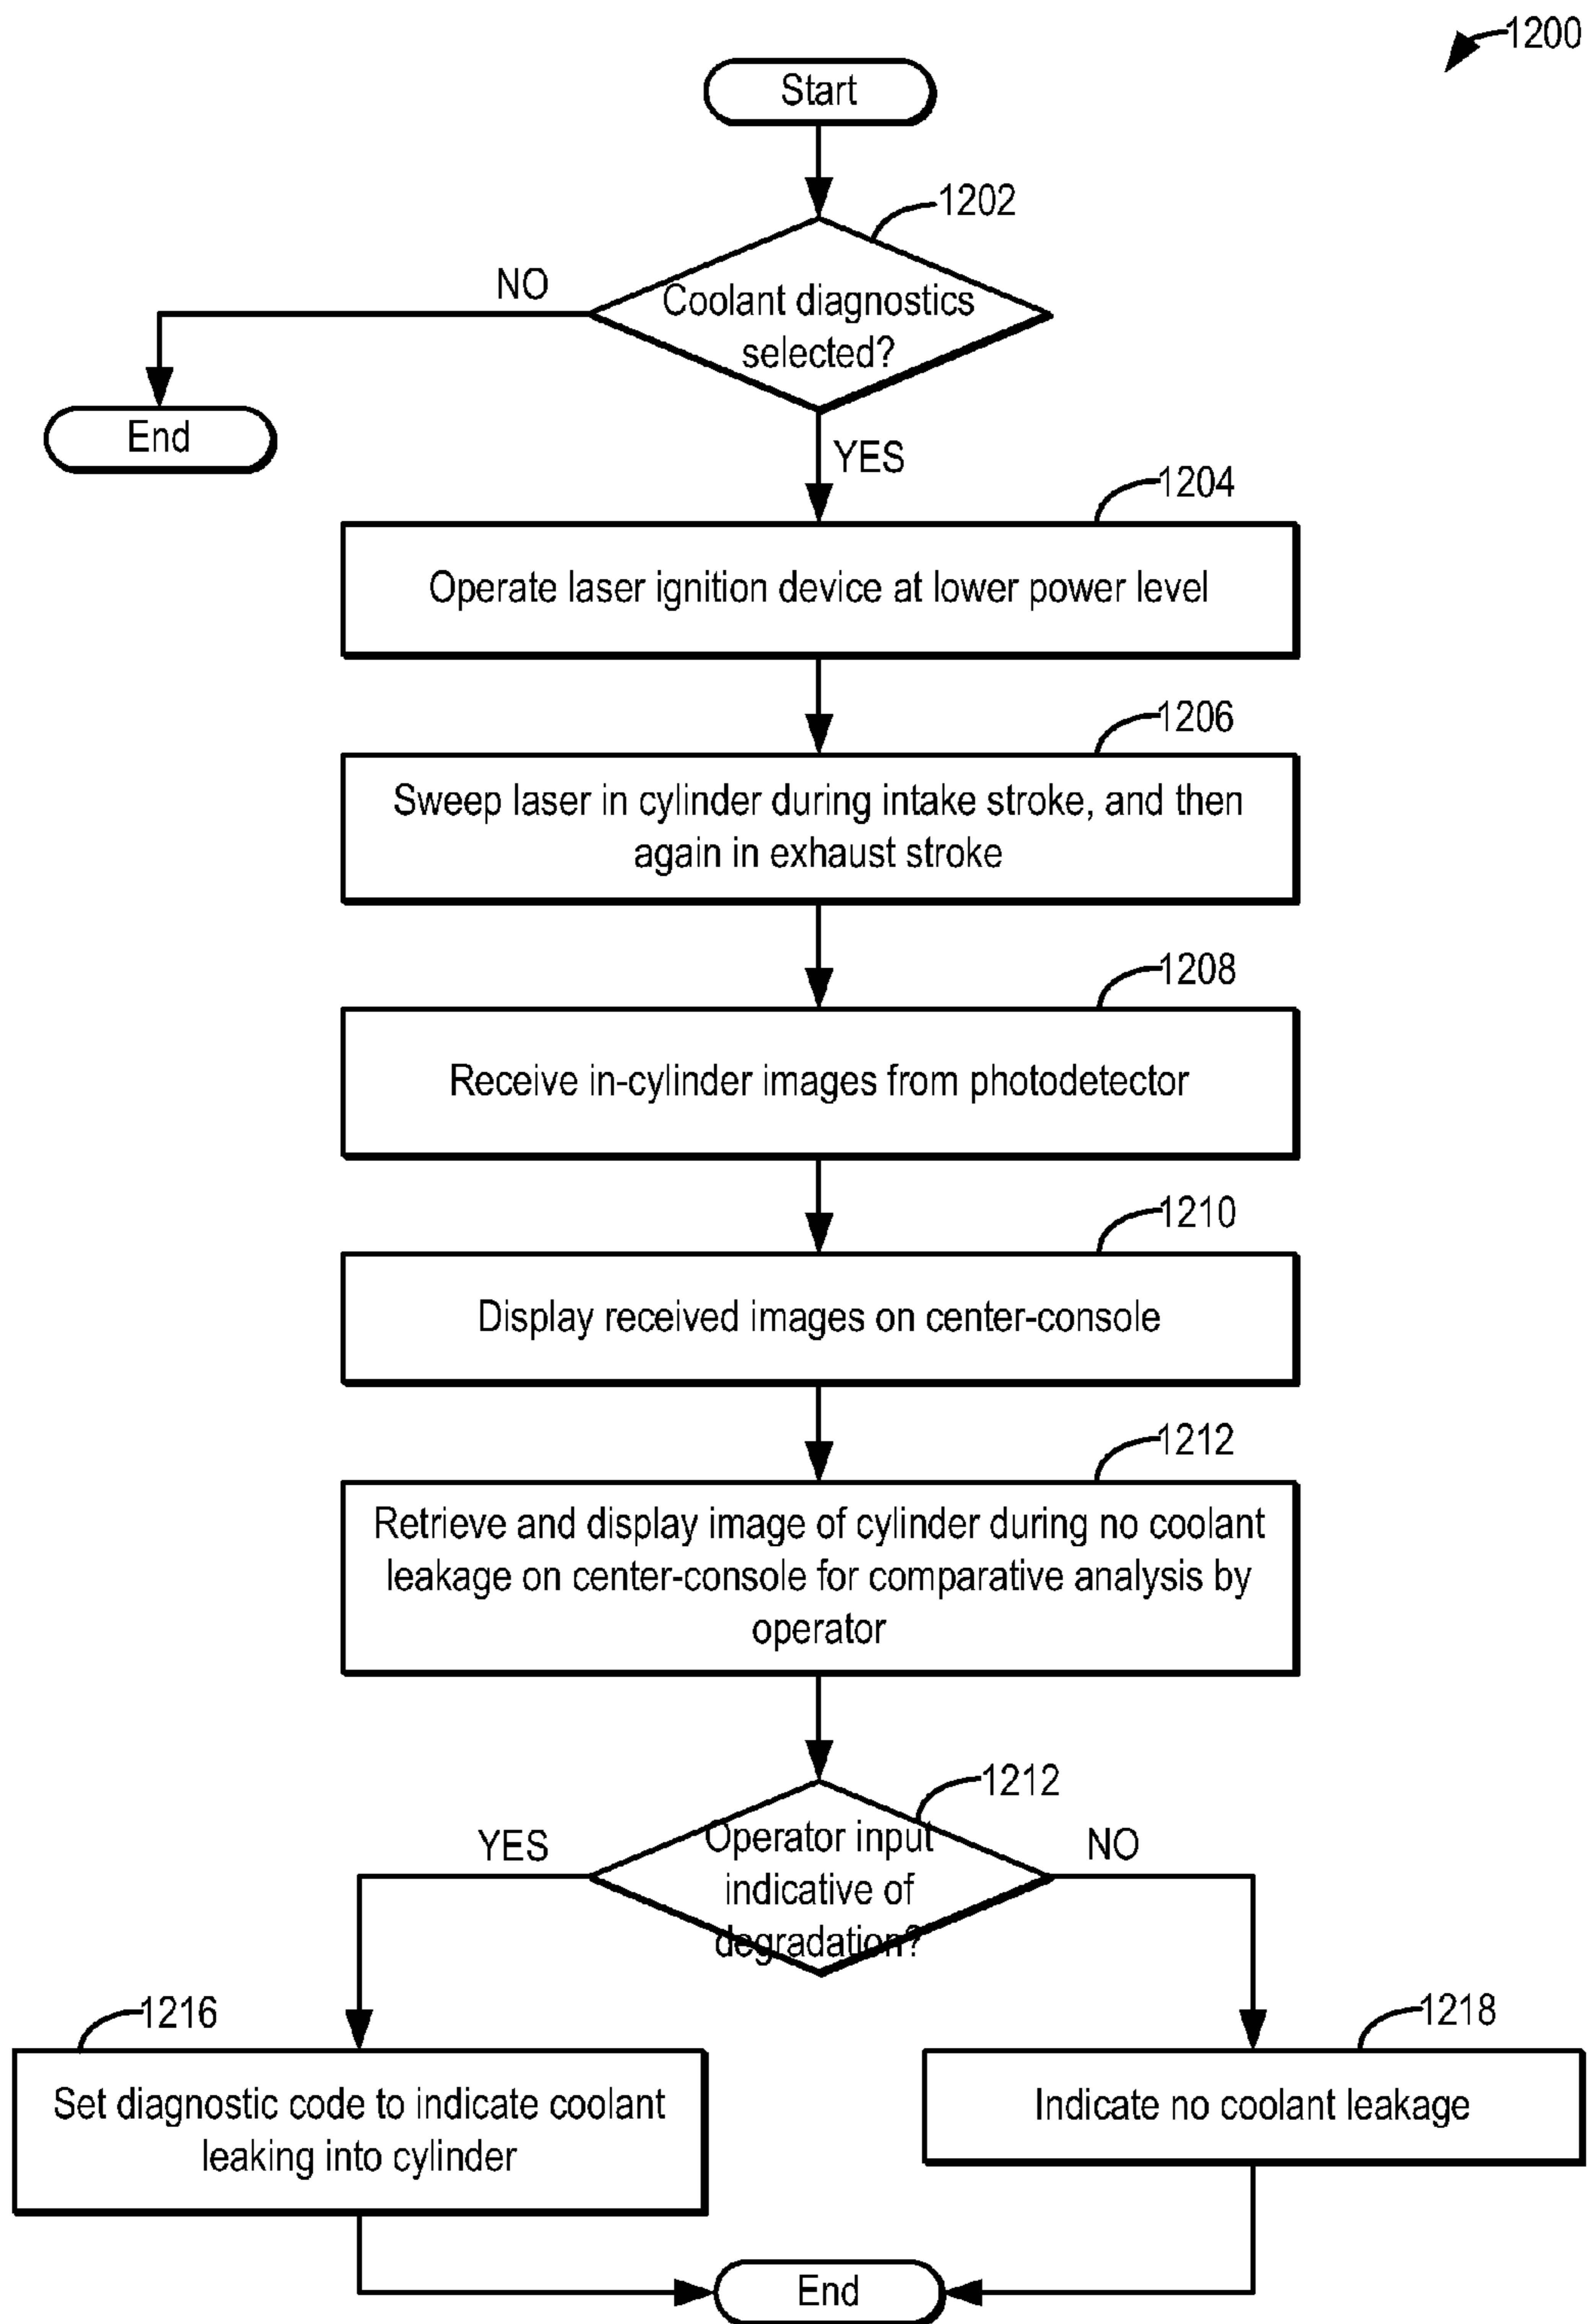 1200
Start
1202
Coolant diagnostics
selected?
NO
End
YES
1204
Operate laser ignition device at lower power level
1206
Sweep laser in cylinder during intake stroke, and then
again in exhaust stroke
1208
Receive in-cylinder images from photodetector
1210
Display received images on center-console
1212
Retrieve and display image of cylinder during no coolant
leakage on center-console for comparative analysis by
operator
1212
Operator input
indicative of
degradation?
YES
NO
1216
Set diagnostic code to indicate coolant
leaking into cylinder
1218
Indicate no coolant leakage
End